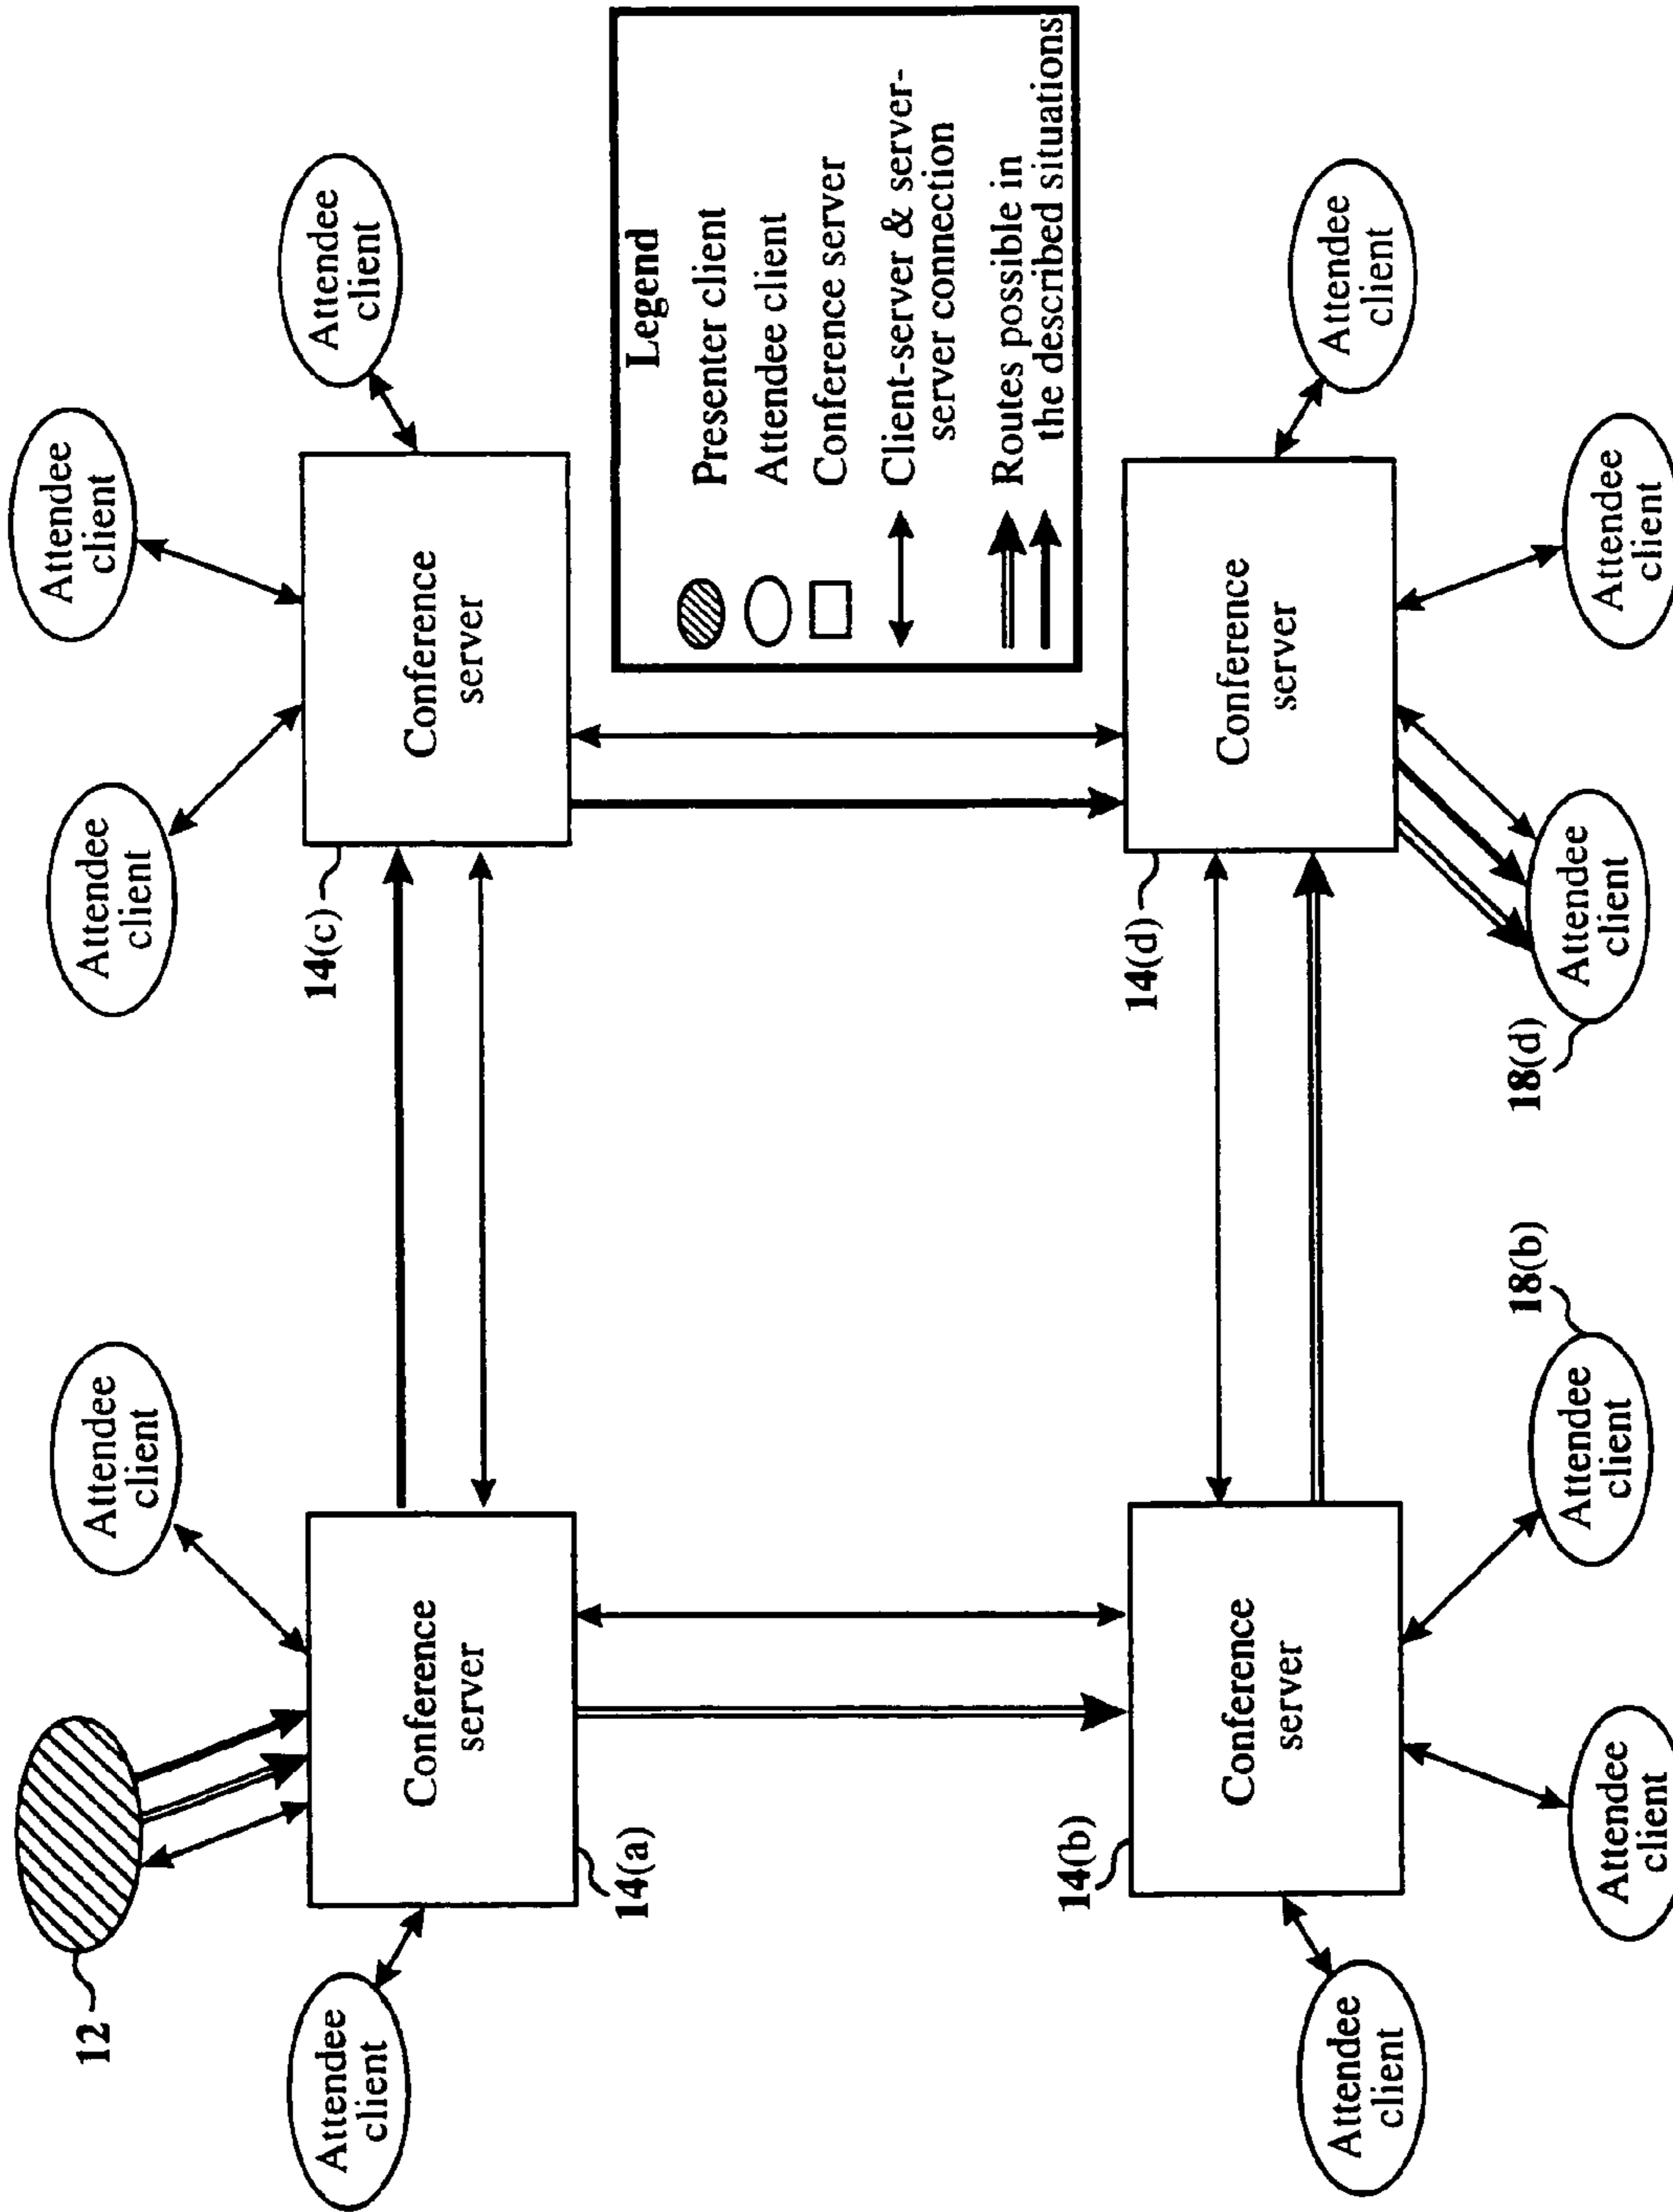 12
Attendee
client
Attendee
client
Attendee
client
Attendee
client
Attendee
client
Conference
server
14(a)
14(c)
Conference
server
Legend
Presenter client
Attendee client
Conference server
Client-server & server-
server connection
Routes possible in
the described situations
14(b)
Conference
server
14(d)
Conference
server
Attendee
client
Attendee
client
Attendee
client
18(b)
18(d)
Attendee
client
Attendee
client
Attendee
client